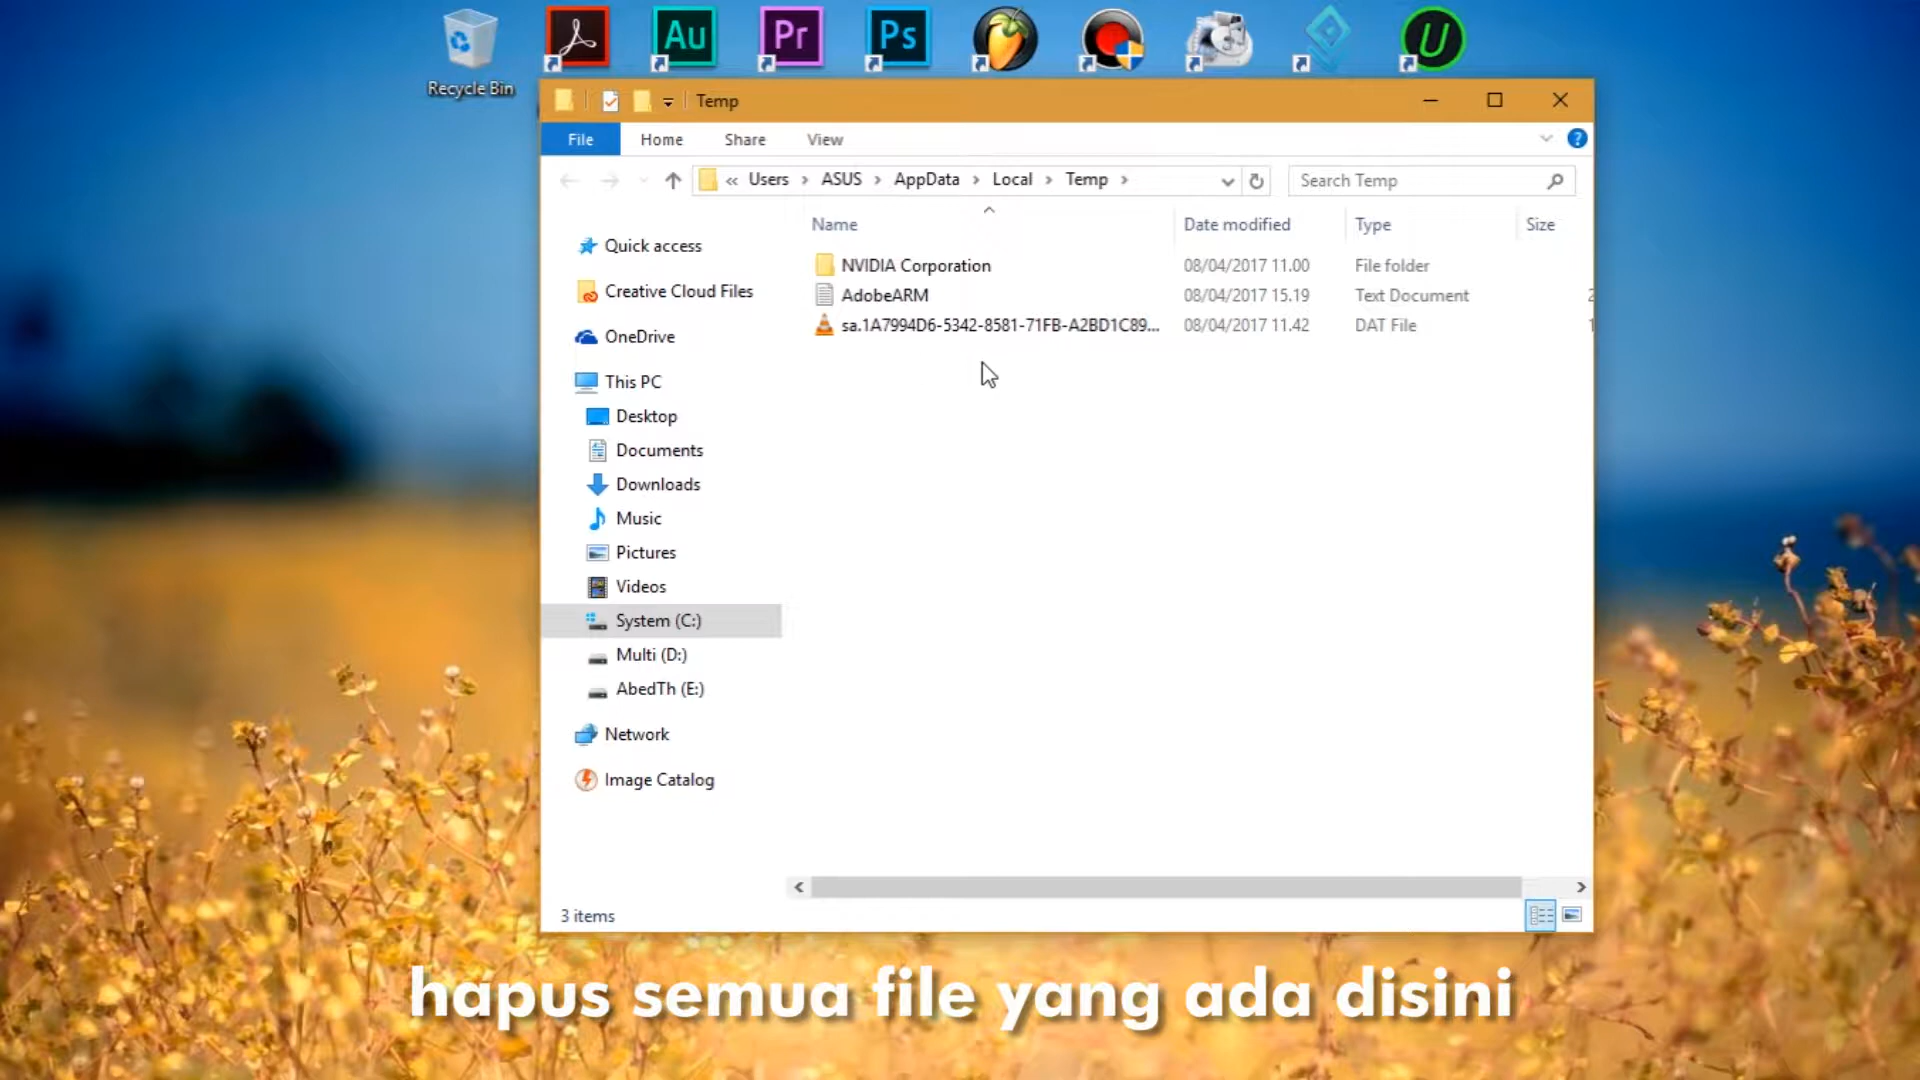 Au
Pr
Ps
Recycle Bin
Temp
File Home Share View
« Users > ASUS > AppData > Local > Temp >
Search Temp
Name Date modified Type Size
Quick access
Creative Cloud Files
OneDrive
This PC
Desktop
Documents
Downloads
Music
Pictures
Videos
System (C:)
Multi (D:)
AbedTh (E:)
Network
Image Catalog
NVIDIA Corporation 08/04/2017 11.00 File folder
AdobeARM 08/04/2017 15.19 Text Document
sa.1A7994D6-5342-8581-71FB-A2BD1C89... 08/04/2017 11.42 DAT File
3 items
hapus semua file yang ada disini